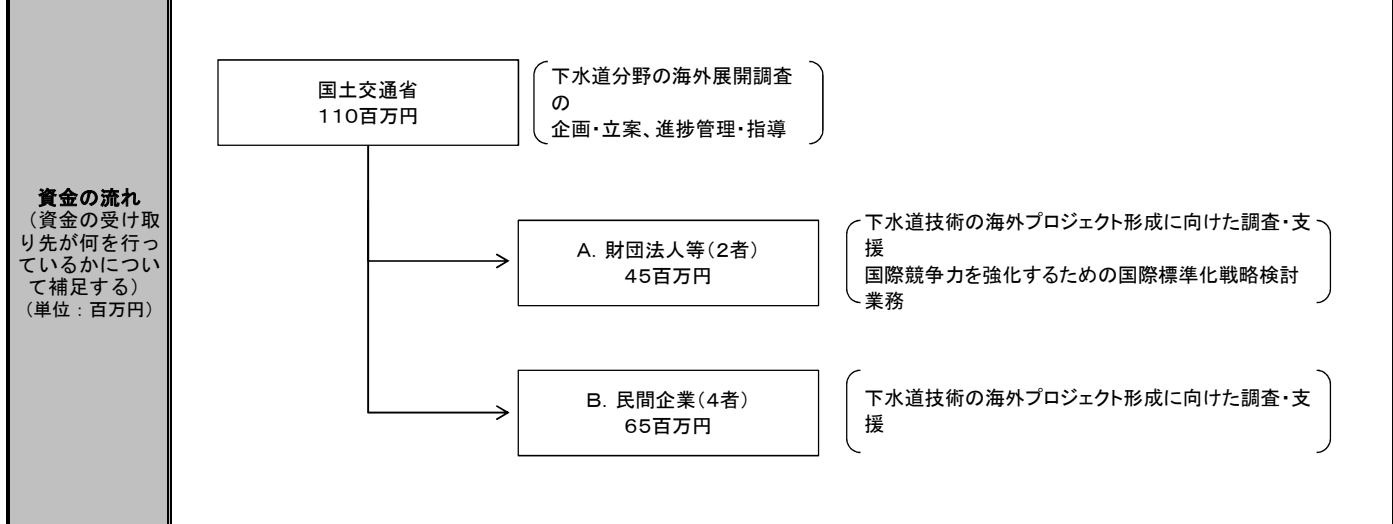 資金の流れ
（資金の受け取
り先が何を行っ
ているかについ
て補足する）
（単位：百万円）
国土交通省
１１０百万円
下水道分野の海外展開調査
の
企画・立案、進捗管理・指導
Ａ．財団法人等（２者）
４５百万円
下水道技術の海外プロジェクト形成に向けた調査・支
援
国際競争力を強化するための国際標準化戦略検討
業務
Ｂ．民間企業（４者）
６５百万円
下水道技術の海外プロジェクト形成に向けた調査・支
援